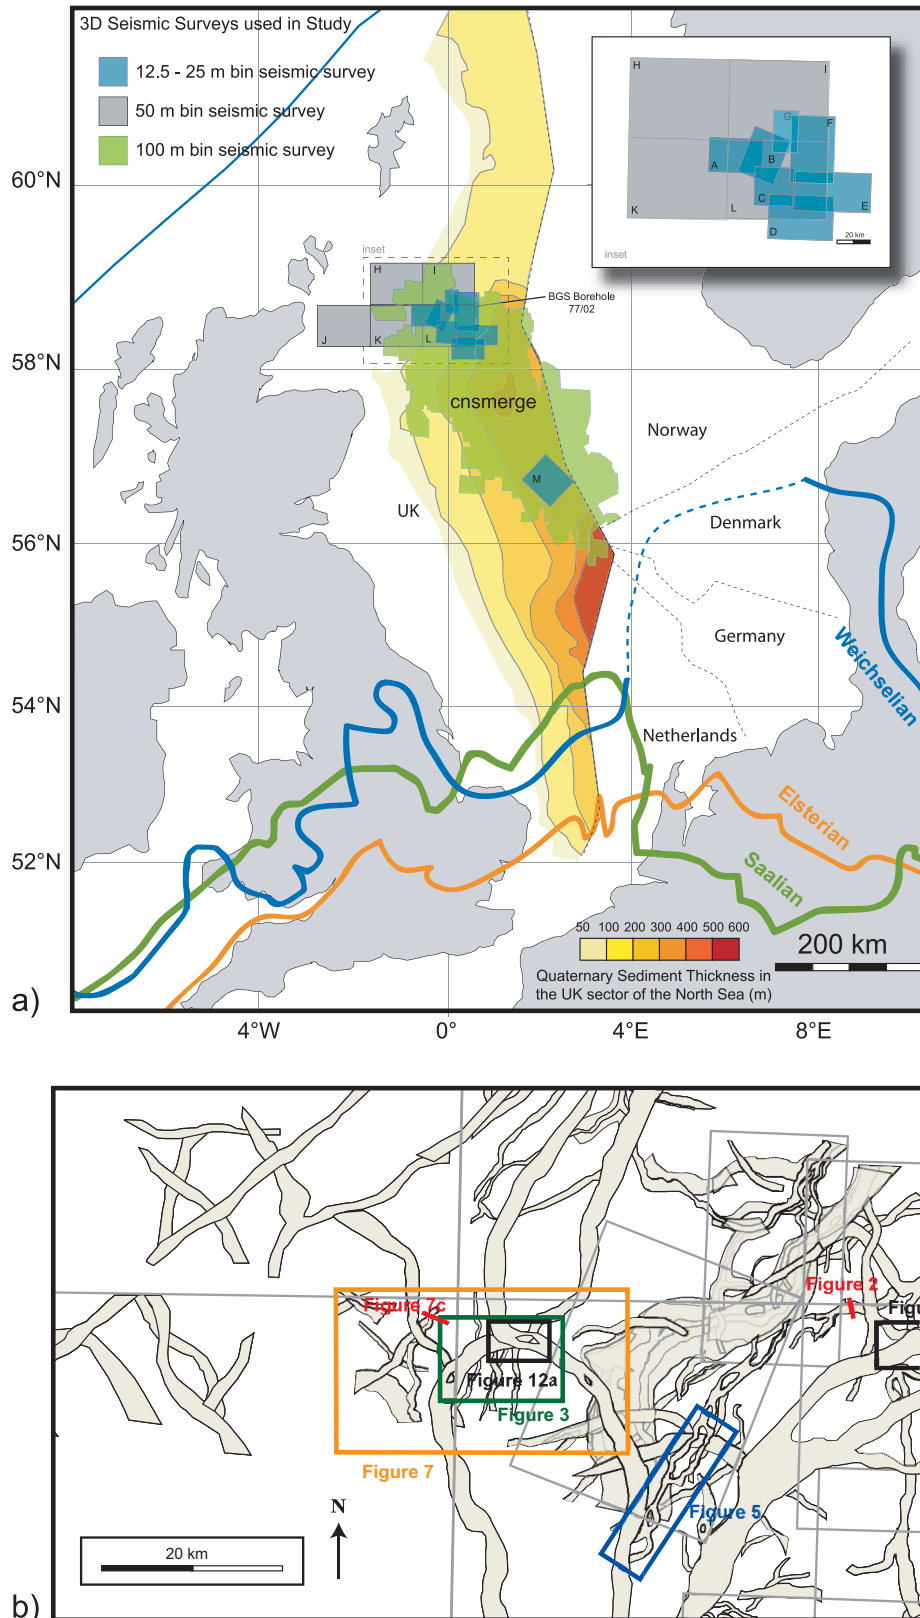 3D Seismic Surveys used in Study
12.5 - 25 m bin seismic survey
50 m bin seismic survey
100 m bin seismic survey
H
I
G
F
A
B
C
E
K
L
D
20 km
inset
60°N
inset
H
I
BGS Borehole
77/02
J
K
L
58°N
cnsmerge
Norway
M
UK
Denmark
56°N
Germany
Weichselian
54°N
Netherlands
Elsterian
52°N
Saalian
50 100 200 300 400 500 600
200 km
Quaternary Sediment Thickness in
the UK sector of the North Sea (m)
a)
4°W 0° 4°E 8°E
Figure 2
Figure 7c
Figu
Figure 12a
Figure 3
Figure 7
Figure 5
N
20 km
b)